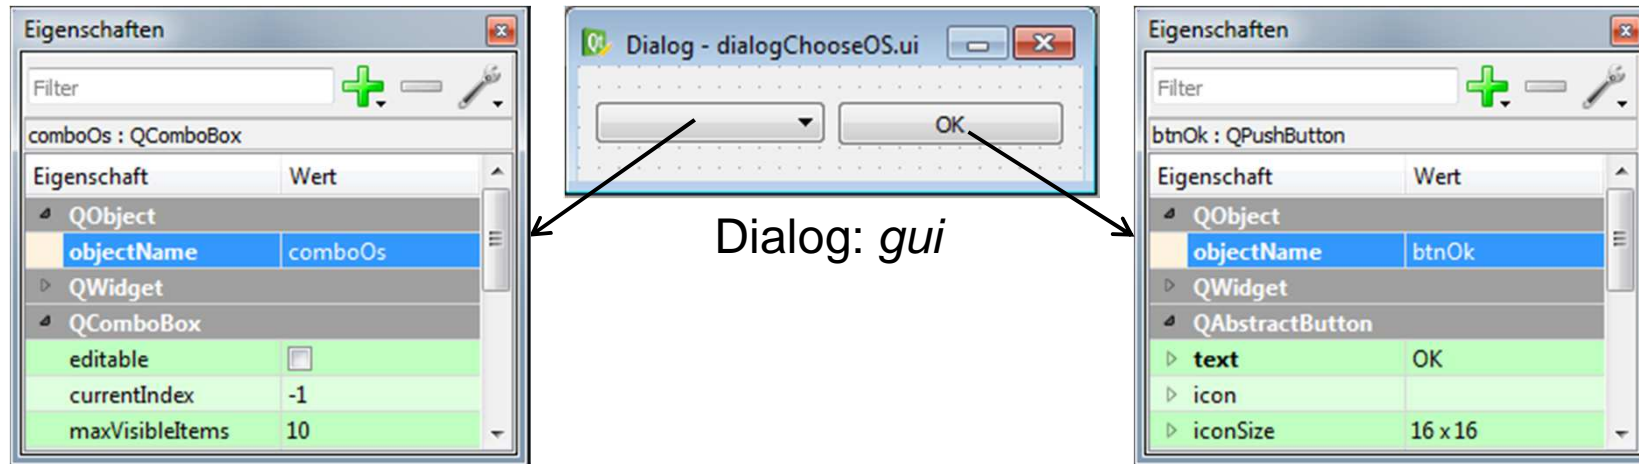 Eigenschaften
Filter
comboOs : QComboBox
Eigenschaft Wert
QObject
objectName comboOs
QWidget
QComboBox
editable
currentIndex -1
maxVisibleItems 10
Dialog - dialogChooseOS.ui
OK
Dialog: gui
Eigenschaften
Filter
btnOk : QPushButton
Eigenschaft Wert
QObject
objectName btnOk
QWidget
QAbstractButton
text OK
icon
iconSize 16 x 16